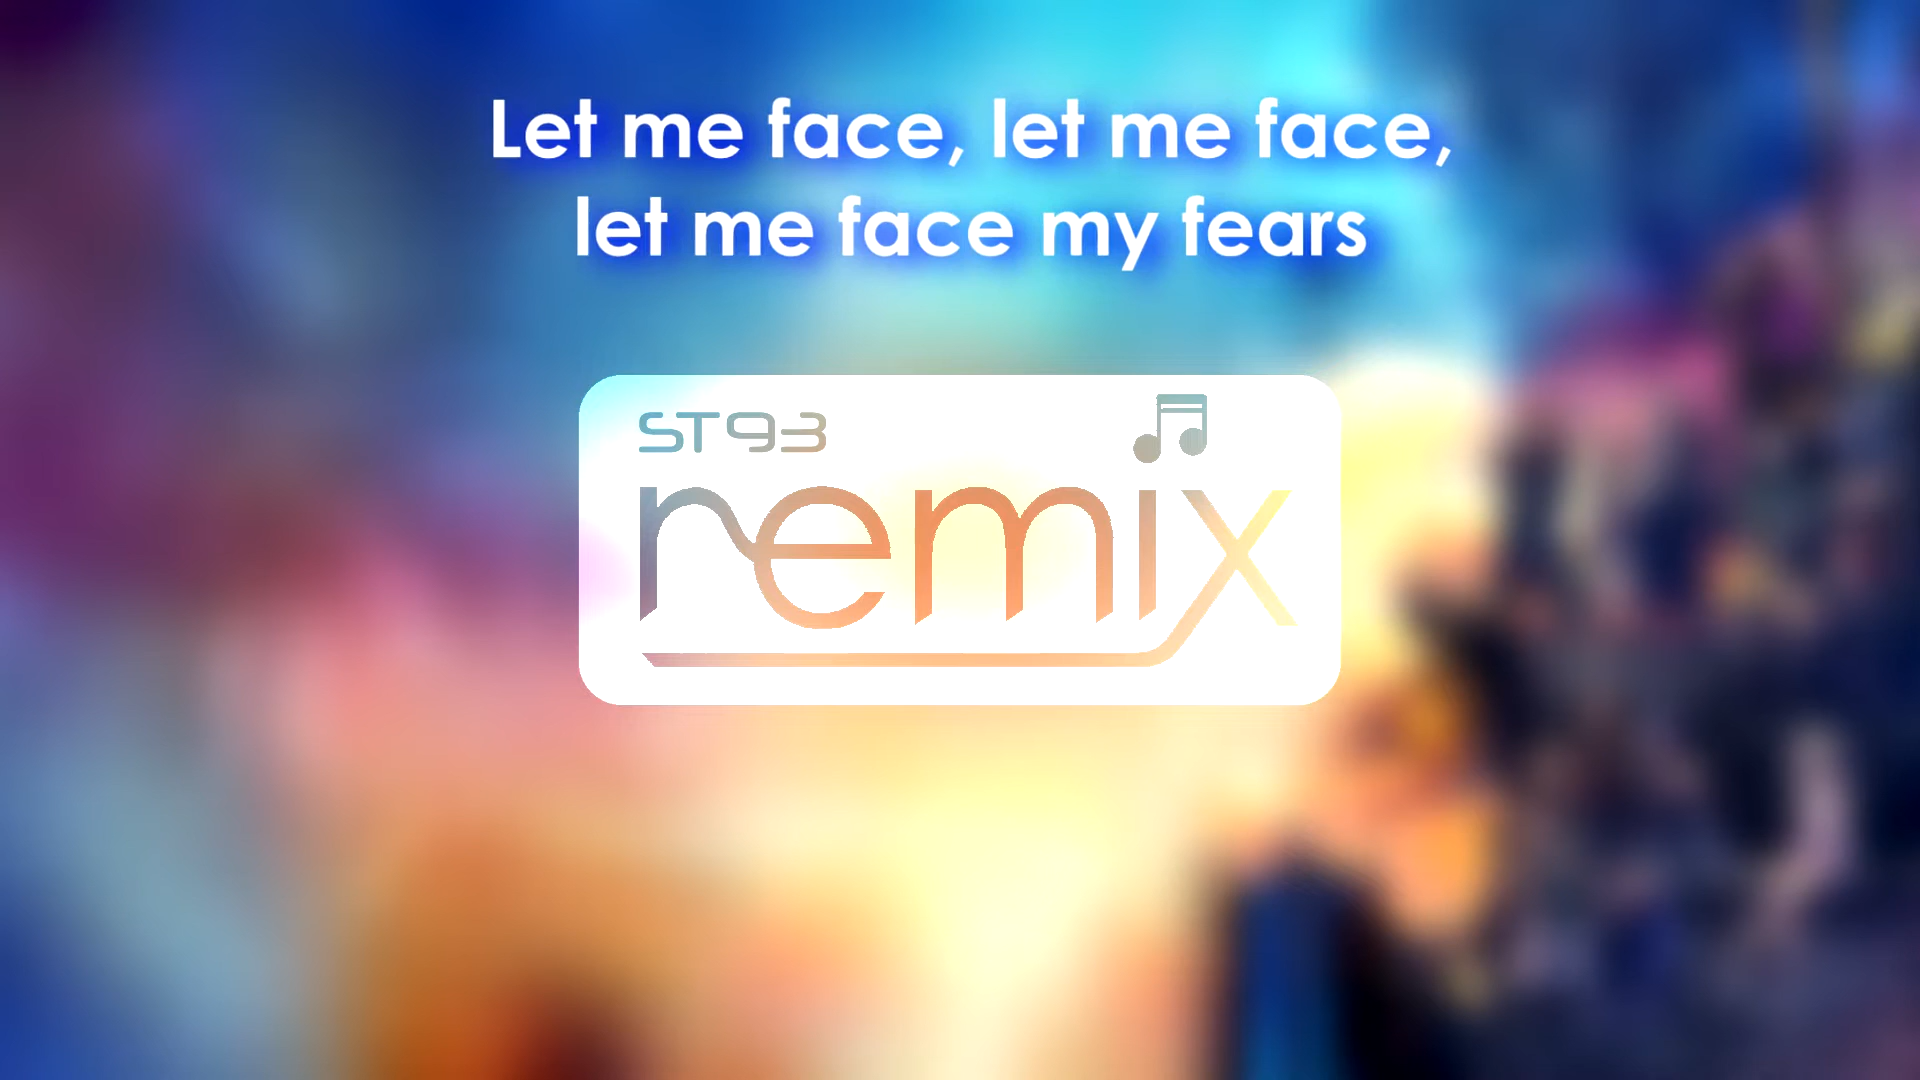 Let me face, let me face,
let me face my fears
ST93
remix